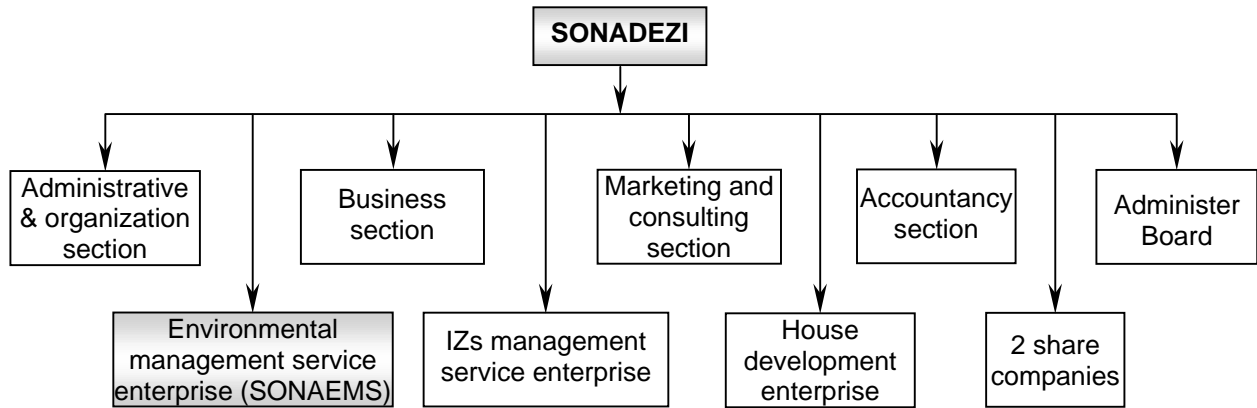 SONADEZI
Administrative
& organization
section
Business
section
Marketing and
consulting
section
Accountancy
section
Administer
Board
Environmental
management service
enterprise (SONAEMS)
IZs management
service enterprise
House
development
enterprise
2 share
companies